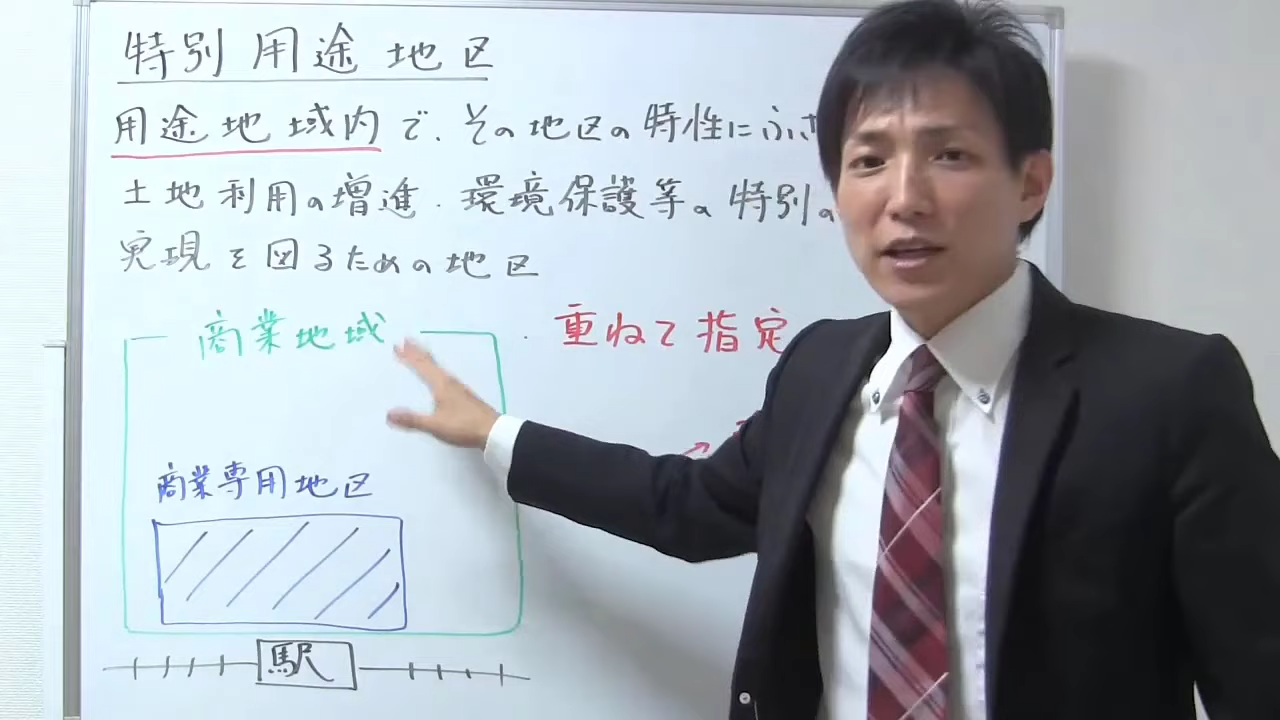 特別用途地区
用途地域内で、その地区の特性にふさ
土地利用の増進、環境保護等の特別の
実現を図るための地区
商業地域
・重ねて指定
商業専用地区
駅